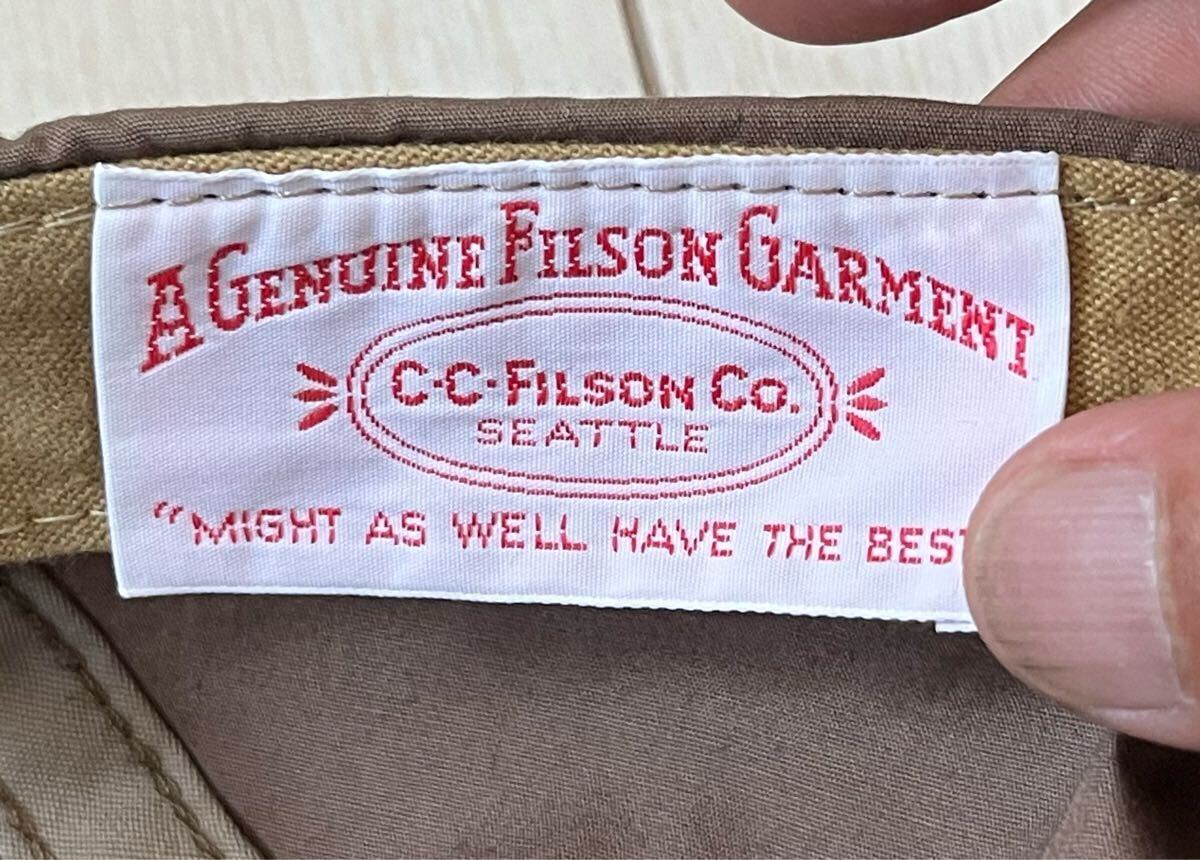 A GENUINE FILSON GARMENT
C·C·FILSON CO.
SEATTLE
"MIGHT AS WELL HAVE THE BEST